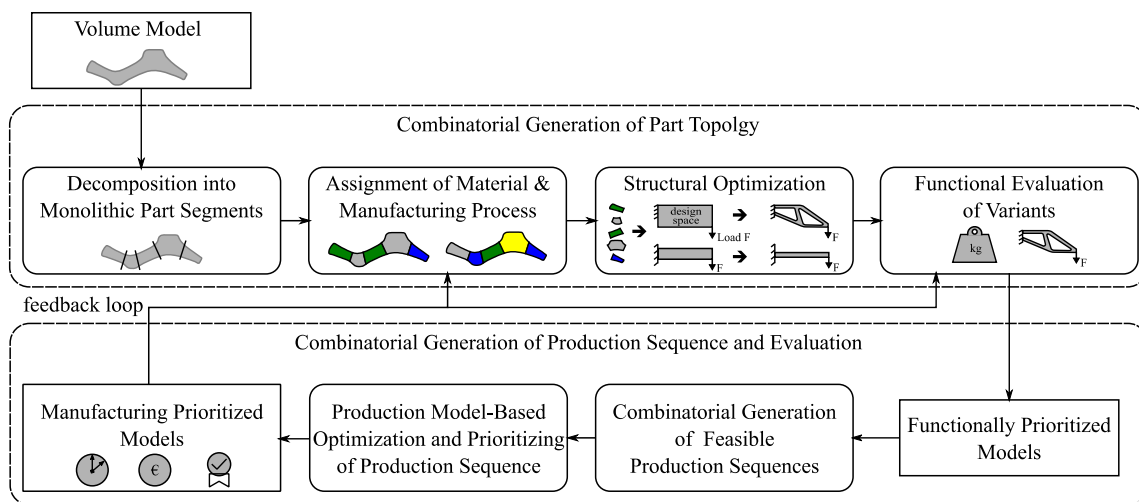 Volume Model
Combinatorial Generation of Part Topolgy
Decomposition into
Monolithic Part Segments
Assignment of Material &
Manufacturing Process
Structural Optimization
design
space
Load F
F
F
F
Functional Evaluation
of Variants
kg
F
feedback loop
Combinatorial Generation of Production Sequence and Evaluation
Manufacturing Prioritized
Models
€
Production Model-Based
Optimization and Prioritizing
of Production Sequence
Combinatorial Generation
of Feasible
Production Sequences
Functionally Prioritized
Models